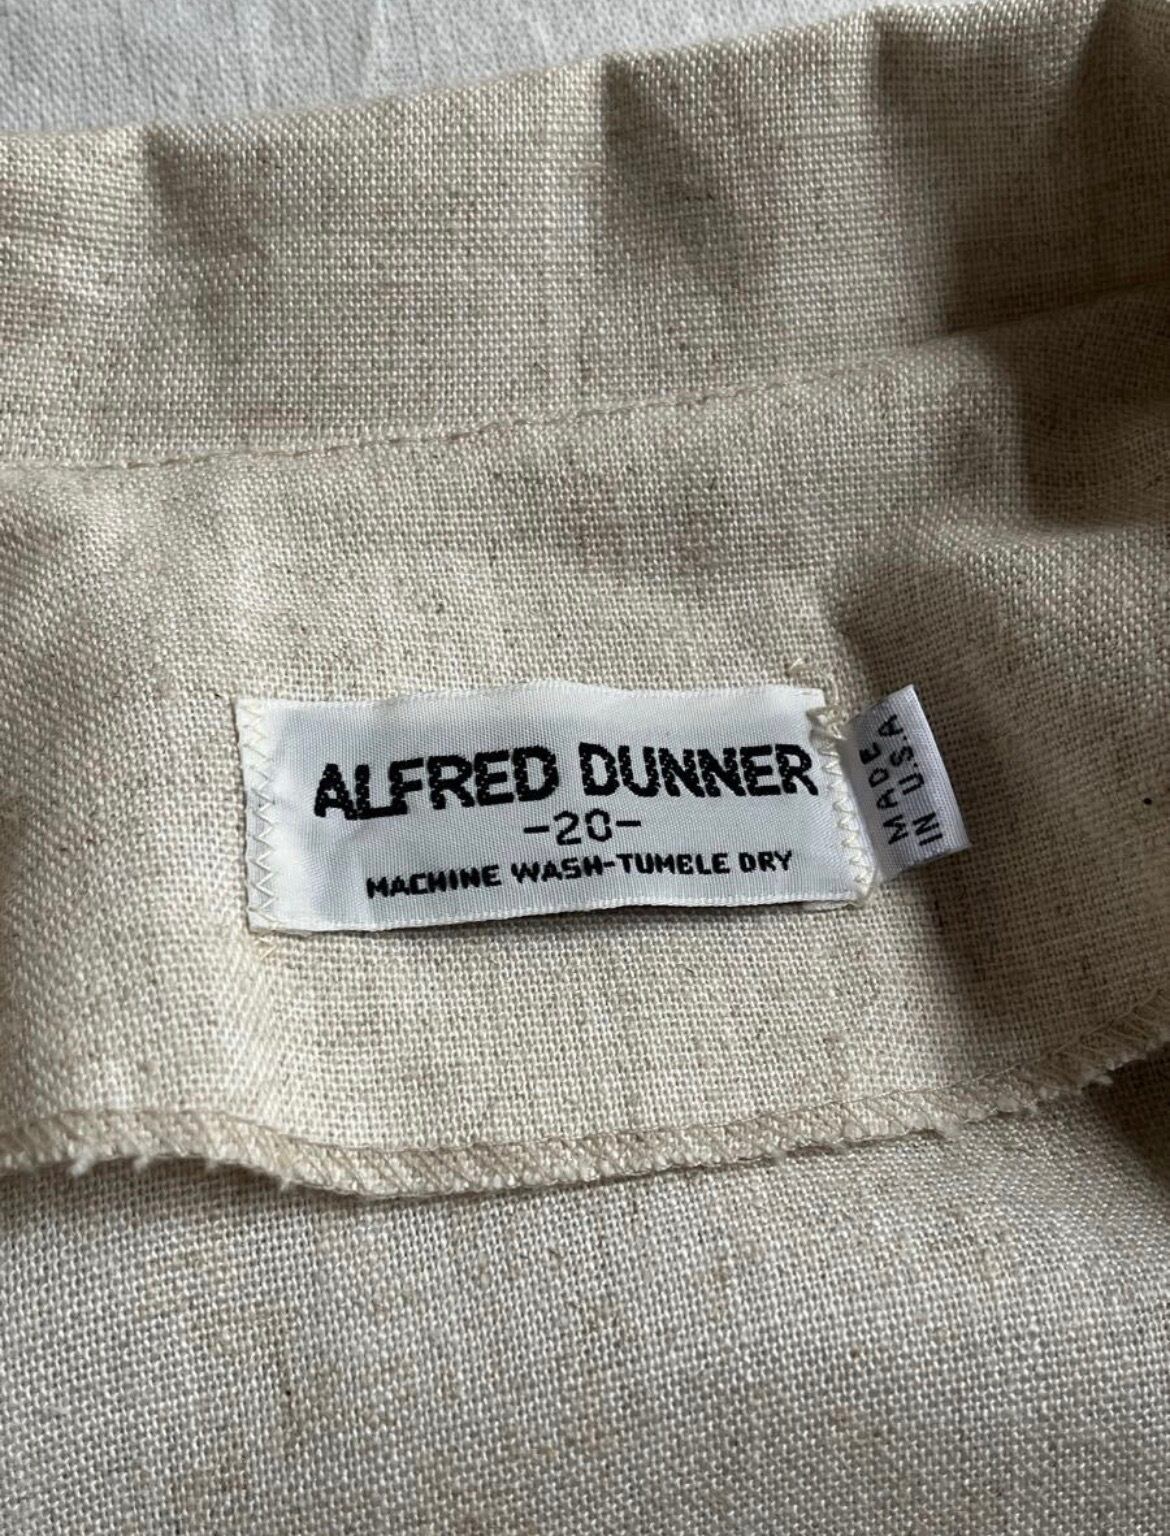 ALFRED DUNNER
-20-
MACHINE WASH-TUMBLE DRY
MADE
IN U.S.A